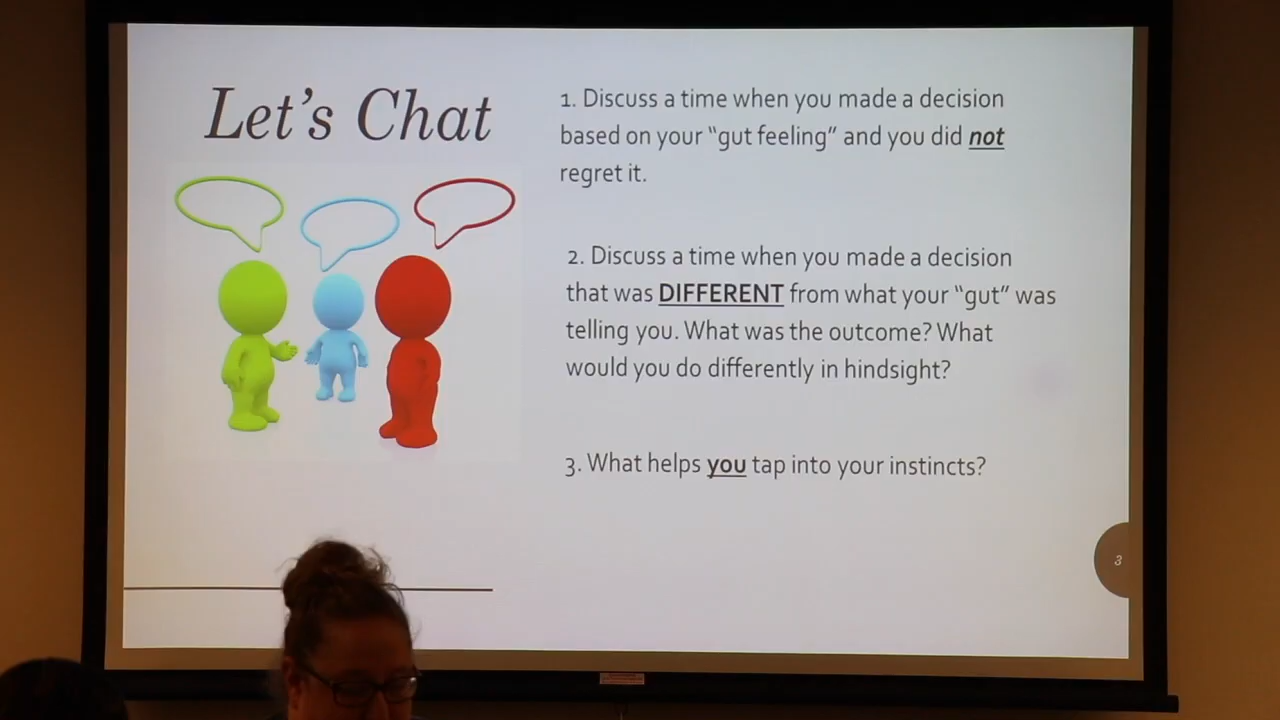 Let's Chat
1. Discuss a time when you made a decision
based on your “gut feeling” and you did not
regret it.
2. Discuss a time when you made a decision
that was DIFFERENT from what your “gut” was
telling you. What was the outcome? What
would you do differently in hindsight?
3. What helps you tap into your instincts?
3